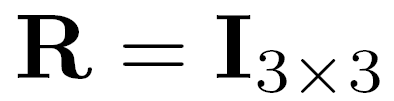 R = I₃×₃